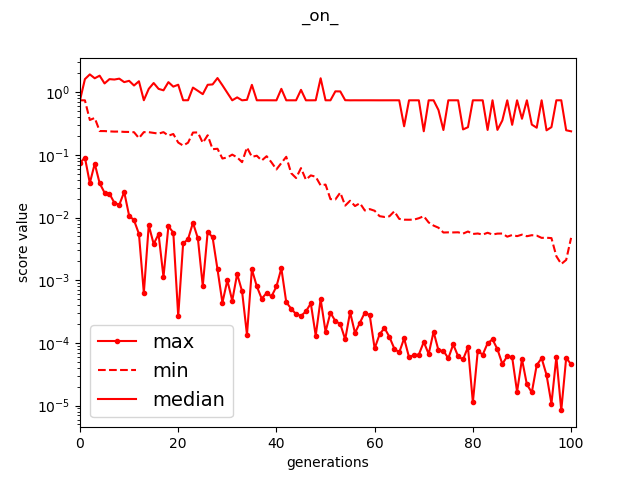 _on_
score value
10⁰
10⁻¹
10⁻²
10⁻³
10⁻⁴
10⁻⁵
max
min
median
0
20
40
60
80
100
generations